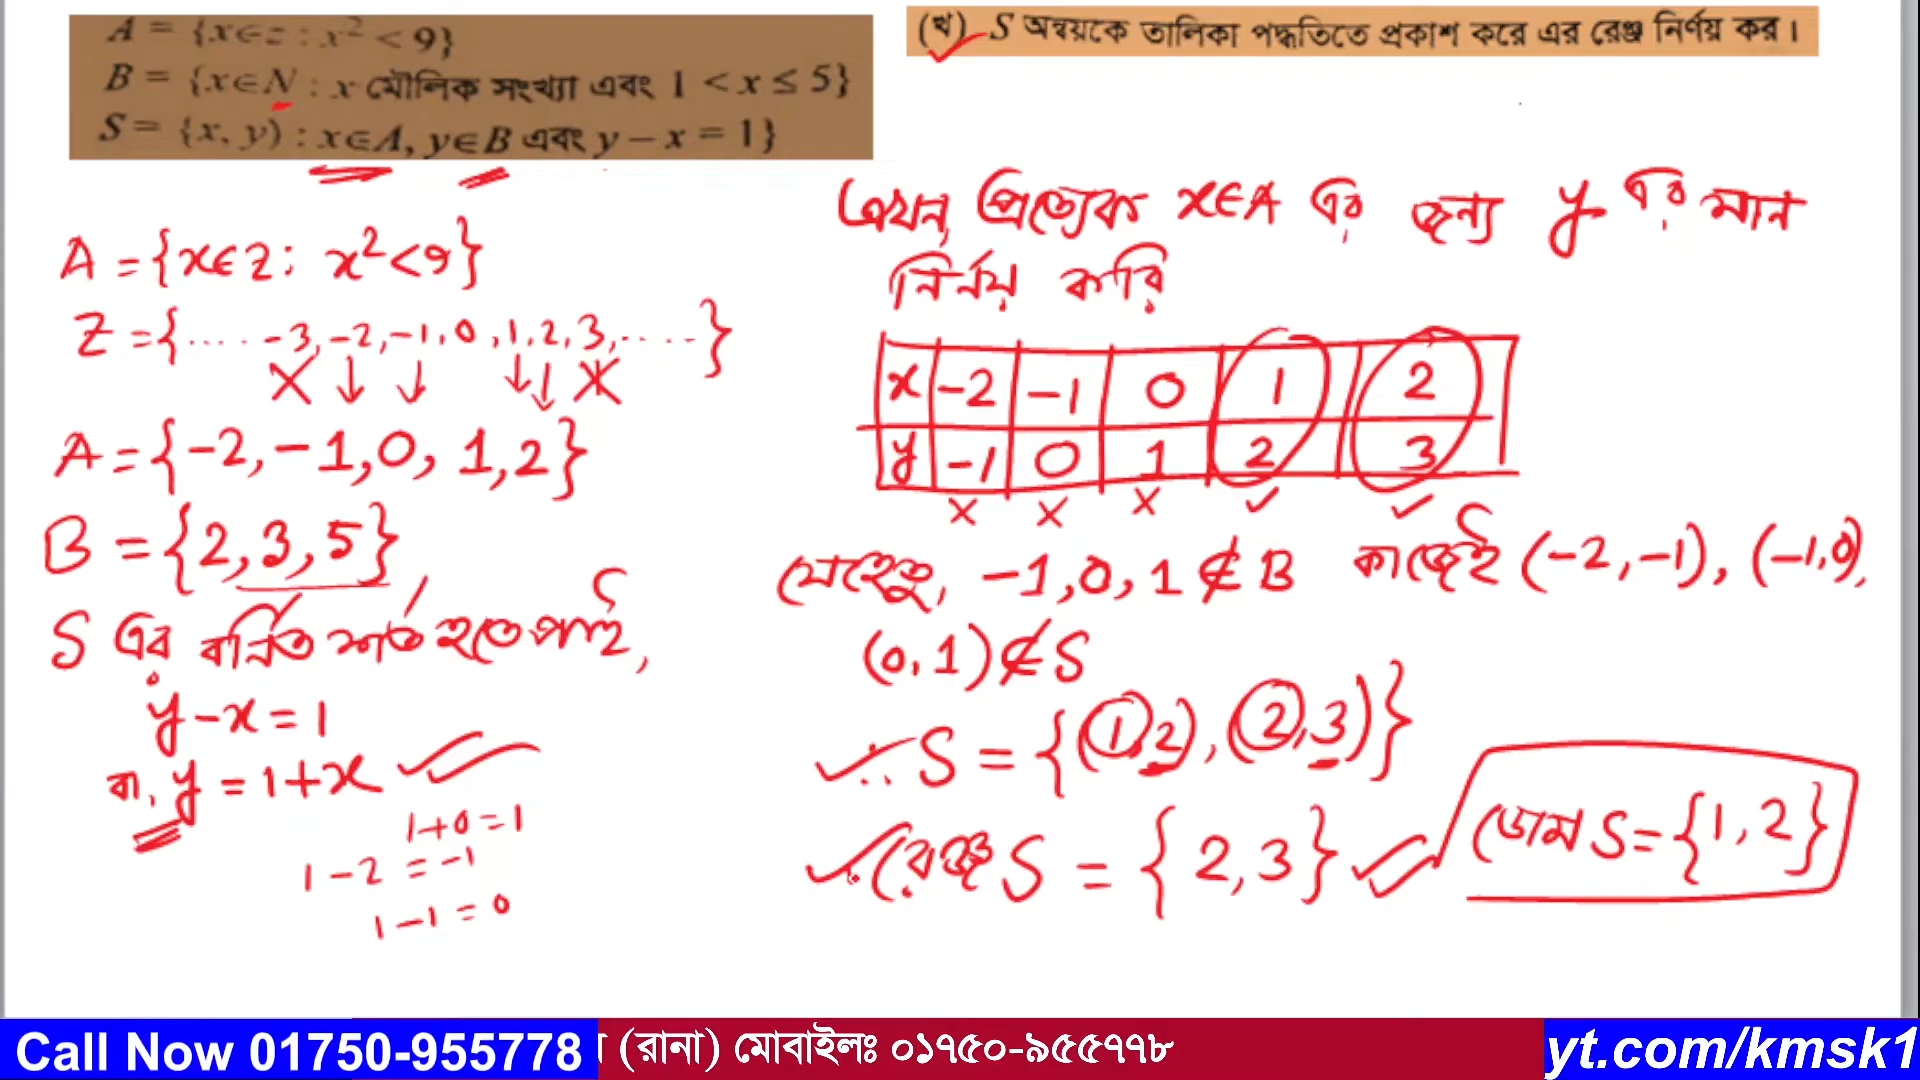 A = {x∈z : x² < 9}
B = {x∈N : x মৌলিক সংখ্যা এবং 1 < x ≤ 5}
S = {x, y) : x∈A, y∈B এবং y – x = 1}
(খ) S অন্বয়কে তালিকা পদ্ধতিতে প্রকাশ করে এর রেঞ্জ নির্ণয় কর।
A = {x∈Z : x² < 9}
Z = {..... -3, -2, -1, 0, 1, 2, 3, .....}
A = {-2, -1, 0, 1, 2}
B = {2, 3, 5}
S এর বর্নিত শর্ত হতে পাই,
y - x = 1
বা, y = 1 + x
1 + 0 = 1
1 - 2 = -1
1 - 1 = 0
এখন, প্রত্যেক x∈A এর জন্য y এর মান
নির্নয় করি
x -2 -1 0 1 2
y -1 0 1 2 3
যেহেতু, -1, 0, 1 ∉ B কাজেই (-2, -1), (-1, 0),
(0, 1) ∉ S
∴ S = {(1, 2), (2, 3)}
রেঞ্জ S = {2, 3}
ডোম S = {1, 2}
Call Now 01750-955778
(রানা) মোবাইলঃ ০১৭৫০-৯৫৫৭৭৮
yt.com/kmsk1